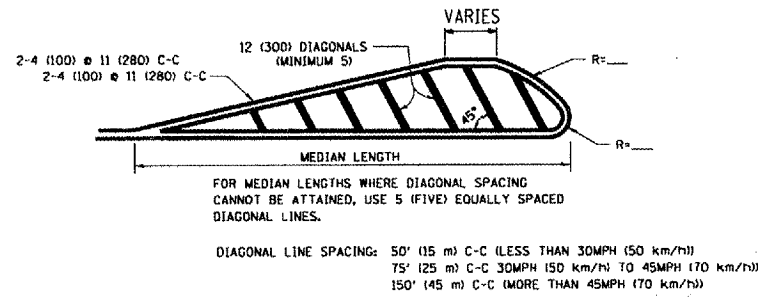 VARIES
2-4 (100) @ 11 (280) C-C
2-4 (100) @ 11 (280) C-C
12 (300) DIAGONALS
(MINIMUM 5)
R=___
45°
R=___
MEDIAN LENGTH
FOR MEDIAN LENGTHS WHERE DIAGONAL SPACING
CANNOT BE ATTAINED, USE 5 (FIVE) EQUALLY SPACED
DIAGONAL LINES.
DIAGONAL LINE SPACING: 50' (15 m) C-C (LESS THAN 30MPH (50 km/h))
75' (25 m) C-C 30MPH (50 km/h) TO 45MPH (70 km/h))
150' (45 m) C-C (MORE THAN 45MPH (70 km/h))